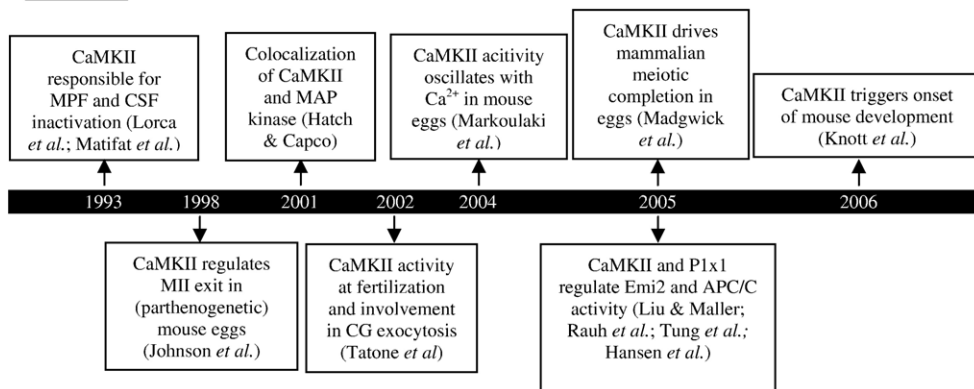 CaMKII
responsible for
MPF and CSF
inactivation (Lorca
et al.; Matifat et al.)
Colocalization
of CaMKII
and MAP
kinase (Hatch
& Capco)
CaMKII acitivity
oscillates with
Ca²⁺ in mouse
eggs (Markoulaki
et al.)
CaMKII drives
mammalian
meiotic
completion in
eggs (Madgwick
et al.)
CaMKII triggers onset
of mouse development
(Knott et al.)
1993 1998 2001 2002 2004 2005 2006
CaMKII regulates
MII exit in
(parthenogenetic)
mouse eggs
(Johnson et al.)
CaMKII activity
at fertilization
and involvement
in CG exocytosis
(Tatone et al)
CaMKII and P1x1
regulate Emi2 and APC/C
activity (Liu & Maller;
Rauh et al.; Tung et al.;
Hansen et al.)